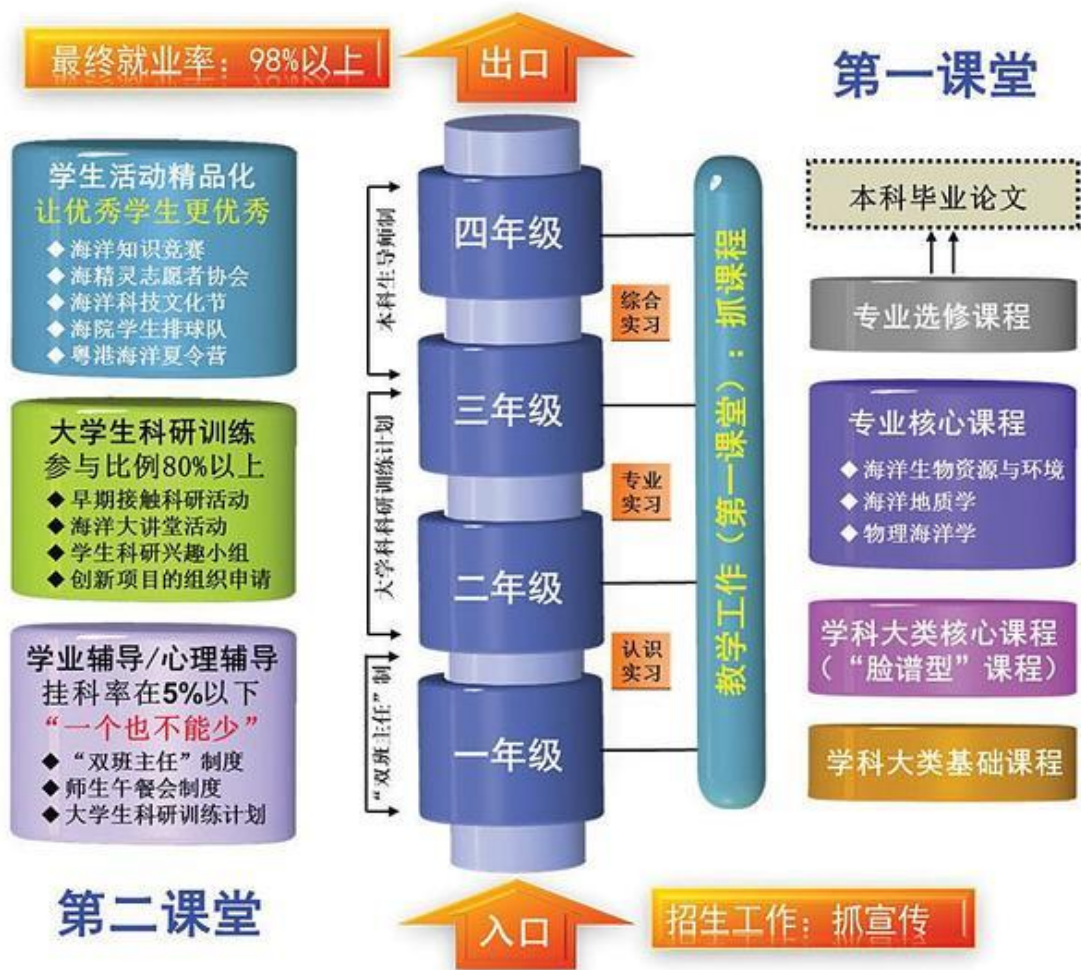 最终就业率：98%以上
出口
第一课堂
学生活动精品化
让优秀学生更优秀
◆ 海洋知识竞赛
◆ 海精灵志愿者协会
◆ 海洋科技文化节
◆ 海院学生排球队
◆ 粤港海洋夏令营
大学生科研训练
参与比例80%以上
◆ 早期接触科研活动
◆ 海洋大讲堂活动
◆ 学生科研兴趣小组
◆ 创新项目的组织申请
学业辅导/心理辅导
挂科率在5%以下
“一个也不能少”
◆ “双班主任”制度
◆ 师生午餐会制度
◆ 大学生科研训练计划
第二课堂
本科生导师制
大学科科研训练计划
“双班主任”制
四年级
三年级
二年级
一年级
综合
实习
专业
实习
认识
实习
教学工作（第一课堂）：抓课程
本科毕业论文
专业选修课程
专业核心课程
◆ 海洋生物资源与环境
◆ 海洋地质学
◆ 物理海洋学
学科大类核心课程
（“脸谱型”课程）
学科大类基础课程
入口
招生工作：抓宣传